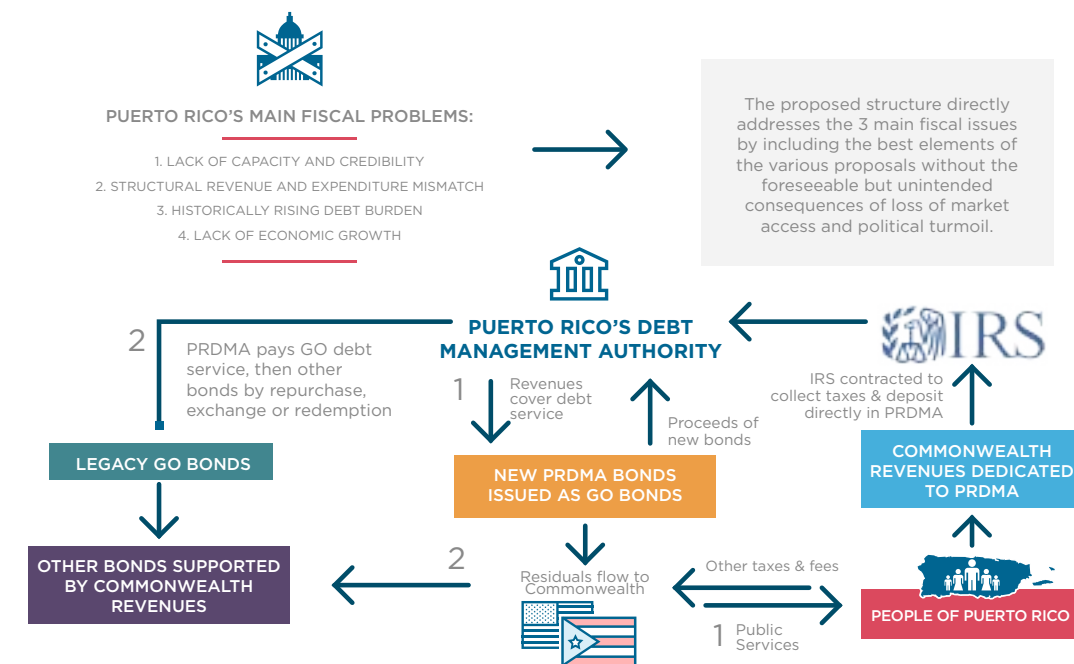 PUERTO RICO'S MAIN FISCAL PROBLEMS:
1. LACK OF CAPACITY AND CREDIBILITY
2. STRUCTURAL REVENUE AND EXPENDITURE MISMATCH
3. HISTORICALLY RISING DEBT BURDEN
4. LACK OF ECONOMIC GROWTH
The proposed structure directly
addresses the 3 main fiscal issues
by including the best elements of
the various proposals without the
foreseeable but unintended
consequences of loss of market
access and political turmoil.
PUERTO RICO'S DEBT
MANAGEMENT AUTHORITY
IRS
2
PRDMA pays GO debt
service, then other
bonds by repurchase,
exchange or redemption
1
Revenues
cover debt
service
Proceeds of
new bonds
IRS contracted to
collect taxes & deposit
directly in PRDMA
LEGACY GO BONDS
NEW PRDMA BONDS
ISSUED AS GO BONDS
COMMONWEALTH
REVENUES DEDICATED
TO PRDMA
OTHER BONDS SUPPORTED
BY COMMONWEALTH
REVENUES
2
Residuals flow to
Commonwealth
Other taxes & fees
1
Public
Services
PEOPLE OF PUERTO RICO